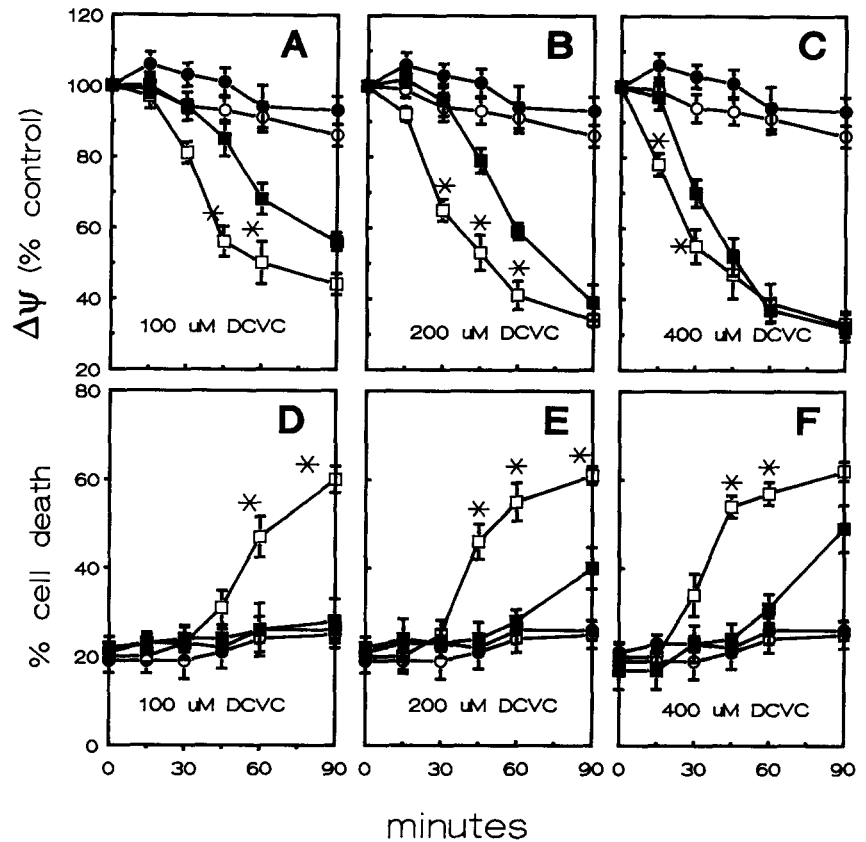 120
100
80
60
40
20
Δψ (% control)
A
100 uM DCVC
B
200 uM DCVC
C
400 uM DCVC
80
60
40
20
0
% cell death
D
100 uM DCVC
E
200 uM DCVC
F
400 uM DCVC
0 30 60 90
0 30 60 90
0 30 60 90
minutes